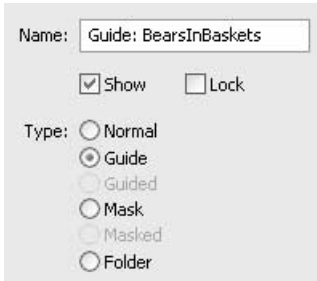 Name: Guide: BearsInBaskets
Show Lock
Type: Normal
Guide
Guided
Mask
Masked
Folder